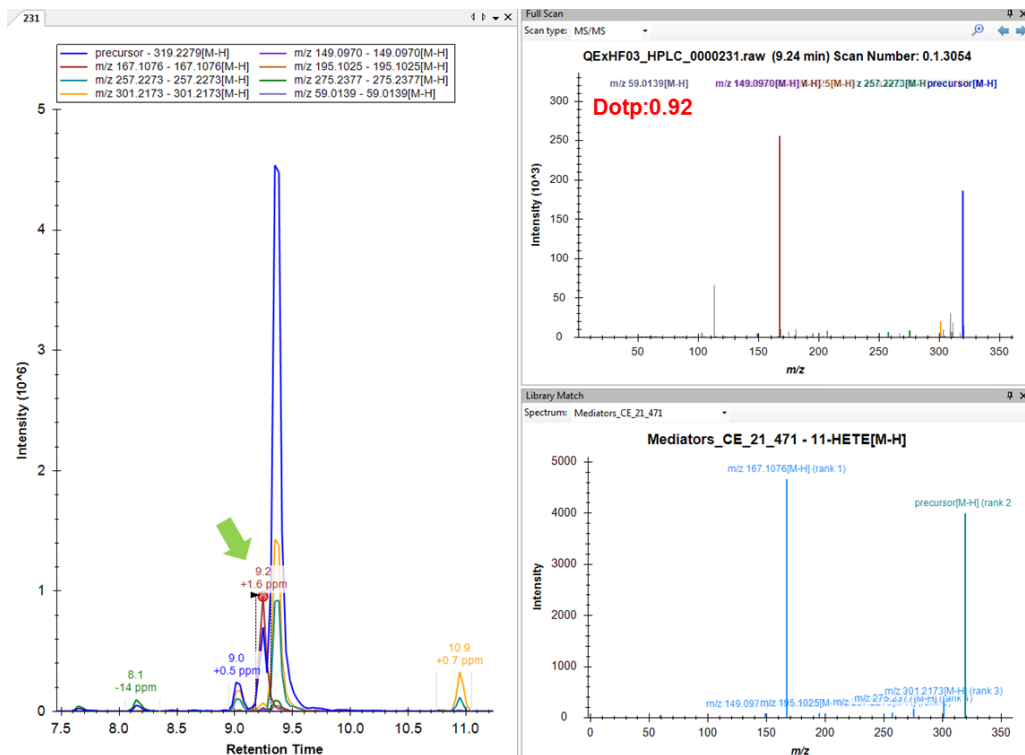 231
precursor - 319.2279[M-H]
m/z 149.0970 - 149.0970[M-H]
m/z 167.1076 - 167.1076[M-H]
m/z 195.1025 - 195.1025[M-H]
m/z 257.2273 - 257.2273[M-H]
m/z 275.2377 - 275.2377[M-H]
m/z 301.2173 - 301.2173[M-H]
m/z 59.0139 - 59.0139[M-H]
5
4
3
2
1
0
Intensity (10^6)
9.2
+1.6 ppm
9.0
+0.5 ppm
8.1
-14 ppm
10.9
+0.7 ppm
7.5 8.0 8.5 9.0 9.5 10.0 10.5 11.0
Retention Time
Full Scan
Scan type: MS/MS
QExHF03_HPLC_0000231.raw (9.24 min) Scan Number: 0.1.3054
m/z 59.0139[M-H] m/z 149.0970[M-H] precursor[M-H]
Dotp:0.92
300
250
200
150
100
50
0
Intensity (10^3)
50 100 150 200 250 300 350
m/z
Library Match
Spectrum: Mediators_CE_21_471
Mediators_CE_21_471 - 11-HETE[M-H]
m/z 167.1076[M-H] (rank 1)
precursor[M-H] (rank 2
m/z 301.2173[M-H] (rank 3)
5000
4000
3000
2000
1000
0
Intensity
0 50 100 150 200 250 300 350
m/z